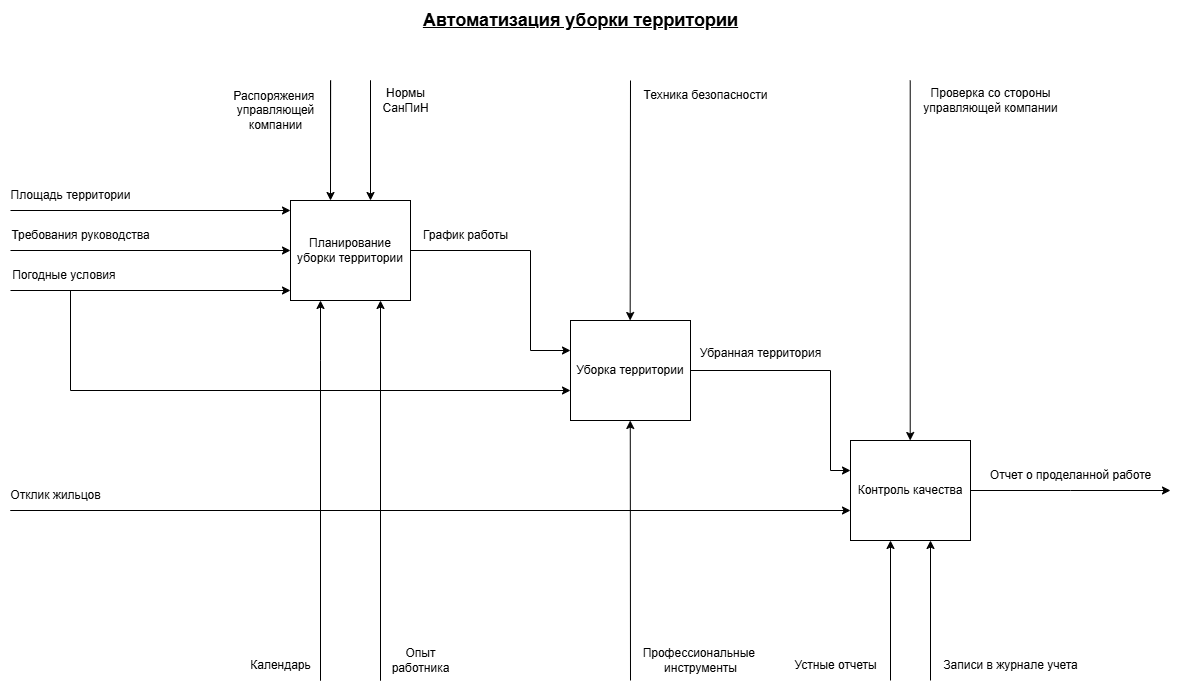 Автоматизация уборки территории
Распоряжения
управляющей
компании
Нормы
СанПиН
Техника безопасности
Проверка со стороны
управляющей компании
Площадь территории
Требования руководства
Погодные условия
Планирование
уборки территории
График работы
Уборка территории
Убранная территория
Отклик жильцов
Контроль качества
Отчет о проделанной работе
Календарь
Опыт
работника
Профессиональные
инструменты
Устные отчеты
Записи в журнале учета